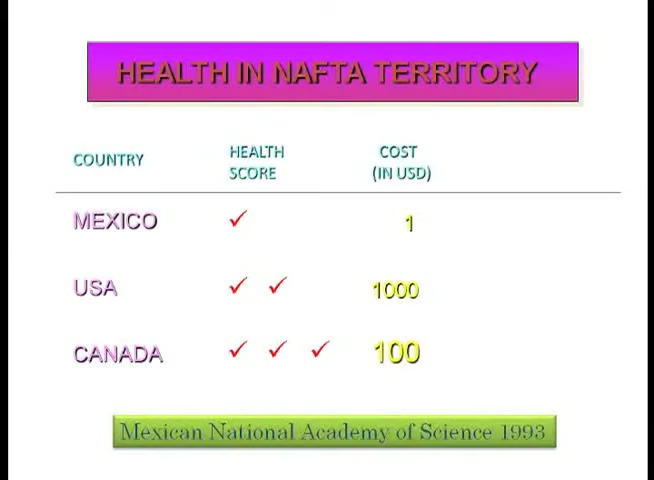 HEALTH IN NAFTA TERRITORY
COUNTRY HEALTH SCORE COST (IN USD)
MEXICO ✓ 1
USA ✓ ✓ 1000
CANADA ✓ ✓ ✓ 100
Mexican National Academy of Science 1993